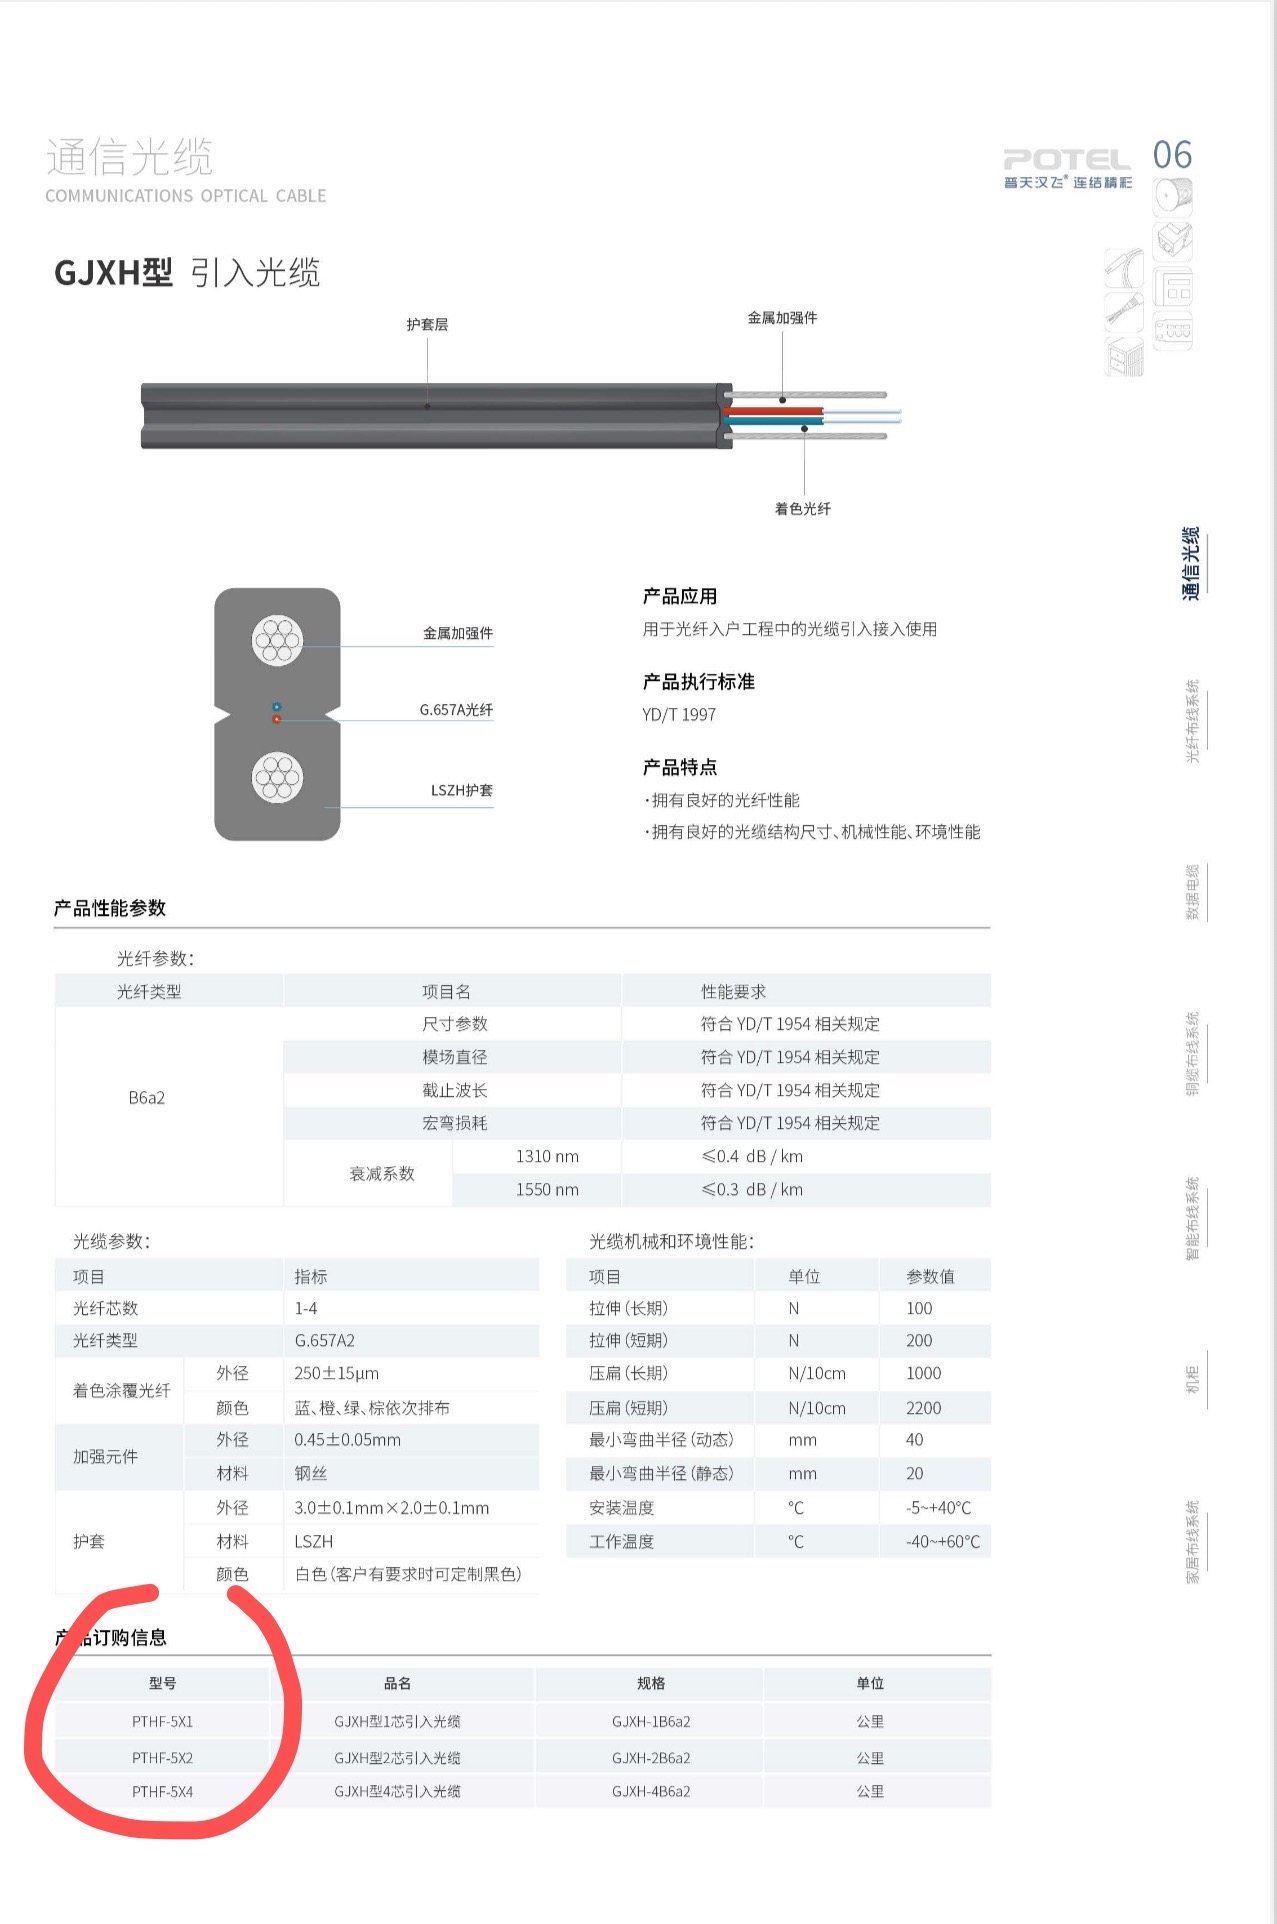 通信光缆
COMMUNICATIONS OPTICAL CABLE
POTEL
普天汉飞® 连结精彩
06
GJXH型 引入光缆
护套层
金属加强件
着色光纤
金属加强件
G.657A光纤
LSZH护套
产品应用
用于光纤入户工程中的光缆引入接入使用
产品执行标准
YD/T 1997
产品特点
·拥有良好的光纤性能
·拥有良好的光缆结构尺寸、机械性能、环境性能
通信光缆
光纤布线系统
数据电缆
铜缆布线系统
智能布线系统
机柜
家居布线系统
产品性能参数
光纤参数：
光纤类型 项目名 性能要求
B6a2
尺寸参数 符合 YD/T 1954 相关规定
模场直径 符合 YD/T 1954 相关规定
截止波长 符合 YD/T 1954 相关规定
宏弯损耗 符合 YD/T 1954 相关规定
衰减系数
1310 nm ≤0.4 dB / km
1550 nm ≤0.3 dB / km
光缆参数：
项目 指标
光纤芯数 1-4
光纤类型 G.657A2
着色涂覆光纤
外径 250±15μm
颜色 蓝、橙、绿、棕依次排布
加强元件
外径 0.45±0.05mm
材料 钢丝
护套
外径 3.0±0.1mm×2.0±0.1mm
材料 LSZH
颜色 白色（客户有要求时可定制黑色）
光缆机械和环境性能：
项目 单位 参数值
拉伸（长期） N 100
拉伸（短期） N 200
压扁（长期） N/10cm 1000
压扁（短期） N/10cm 2200
最小弯曲半径（动态） mm 40
最小弯曲半径（静态） mm 20
安装温度 ℃ -5~+40℃
工作温度 ℃ -40~+60℃
产品订购信息
型号 品名 规格 单位
PTHF-5X1 GJXH型1芯引入光缆 GJXH-1B6a2 公里
PTHF-5X2 GJXH型2芯引入光缆 GJXH-2B6a2 公里
PTHF-5X4 GJXH型4芯引入光缆 GJXH-4B6a2 公里